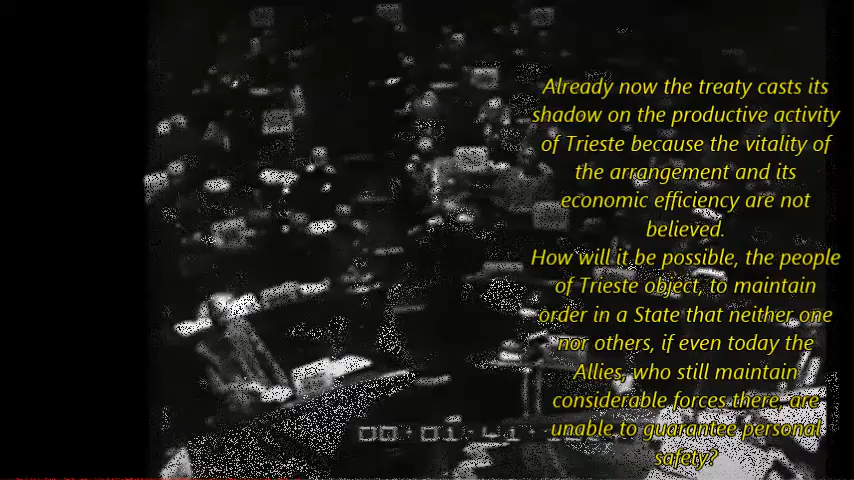 Already now the treaty casts its
shadow on the productive activity
of Trieste because the vitality of
the arrangement and its
economic efficiency are not
believed.
How will it be possible, the people
of Trieste object, to maintain
order in a State that neither one
nor others, if even today the
Allies, who still maintain
considerable forces there, are
unable to guarantee personal
safety?